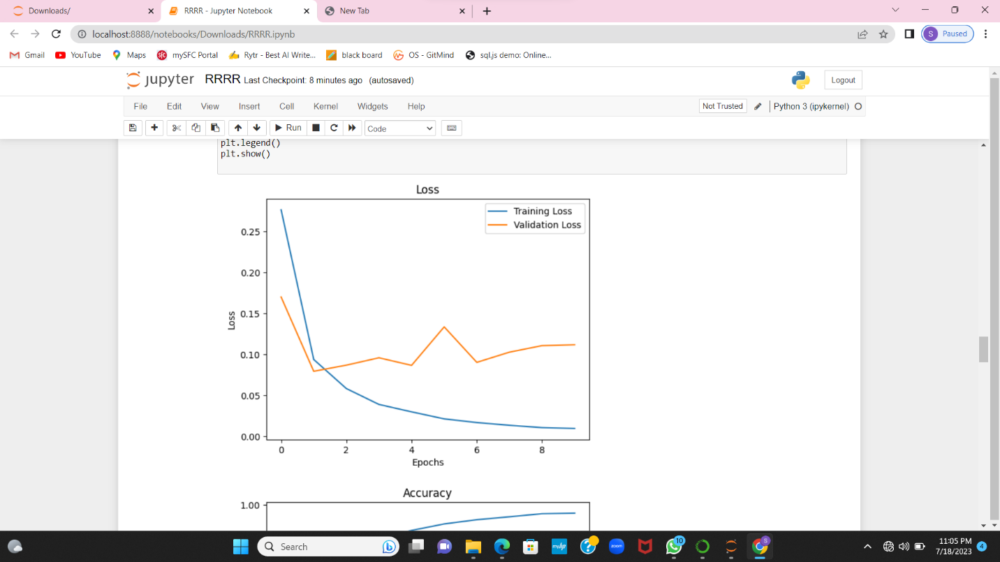 Downloads/
RRRR - Jupyter Notebook
New Tab
localhost:8888/notebooks/Downloads/RRRR.ipynb
S Paused
Gmail
YouTube
Maps
sfc mySFC Portal
Rytr - Best AI Write...
black board
OS - GitMind
sql.js demo: Online...
jupyter RRRR Last Checkpoint: 8 minutes ago (autosaved)
Logout
File Edit View Insert Cell Kernel Widgets Help
Not Trusted
Python 3 (ipykernel)
Run
Code
plt.legend()
plt.show()
Loss
Training Loss
Validation Loss
0.25
0.20
0.15
0.10
0.05
0.00
Loss
0 2 4 6 8
Epochs
Accuracy
1.00
Search
myhp
zoom
10
S
11:05 PM
7/18/2023
4